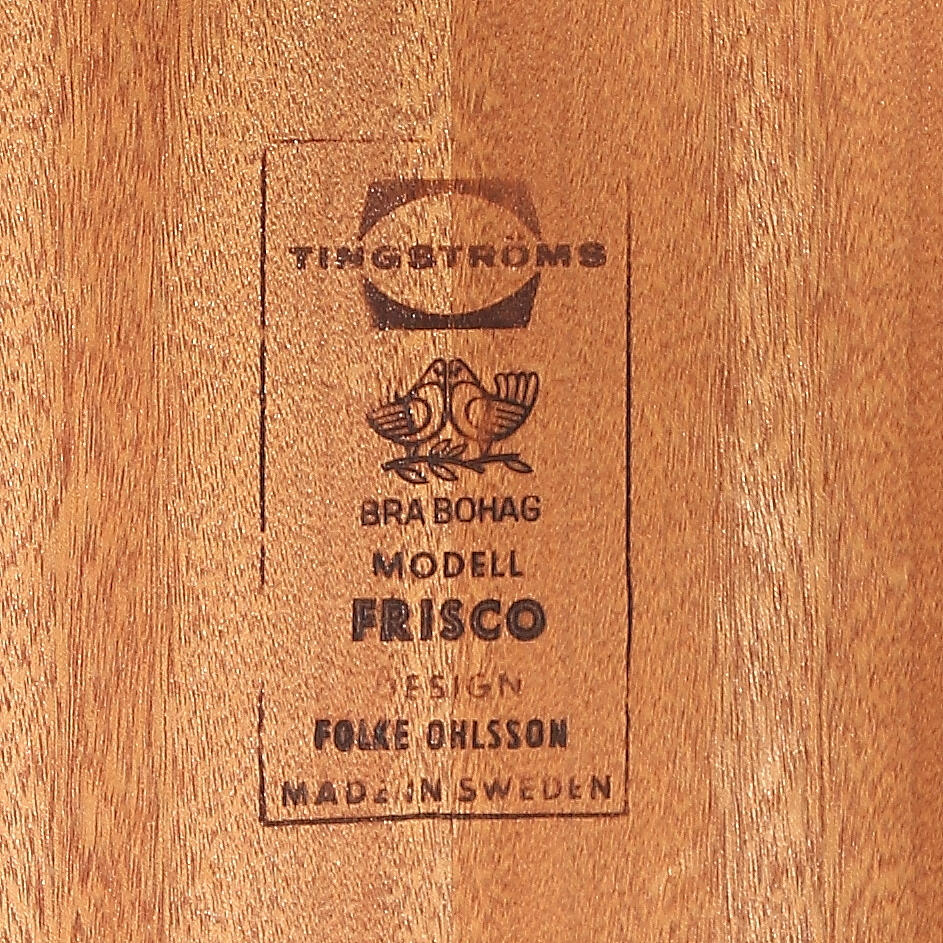 TINGSTRÖMS
BRA BOHAG
MODELL
FRISCO
DESIGN
FOLKE OHLSSON
MADE IN SWEDEN